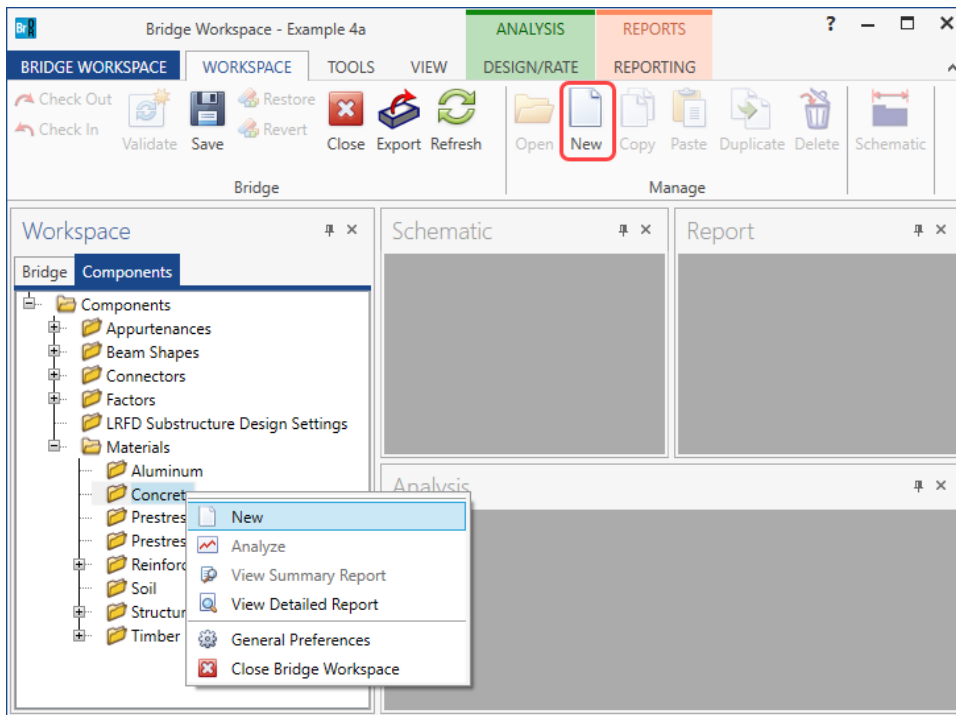 Br
Bridge Workspace - Example 4a
ANALYSIS
REPORTS
?
BRIDGE WORKSPACE
WORKSPACE
TOOLS
VIEW
DESIGN/RATE
REPORTING
Check Out
Check In
Validate
Save
Restore
Revert
Close
Export
Refresh
Open
New
Copy
Paste
Duplicate
Delete
Schematic
Bridge
Manage
Workspace
Schematic
Report
Bridge
Components
Components
Appurtenances
Beam Shapes
Connectors
Factors
LRFD Substructure Design Settings
Materials
Aluminum
Concret
Prestres
Prestres
Reinforc
Soil
Structur
Timber
Analysis
New
Analyze
View Summary Report
View Detailed Report
General Preferences
Close Bridge Workspace